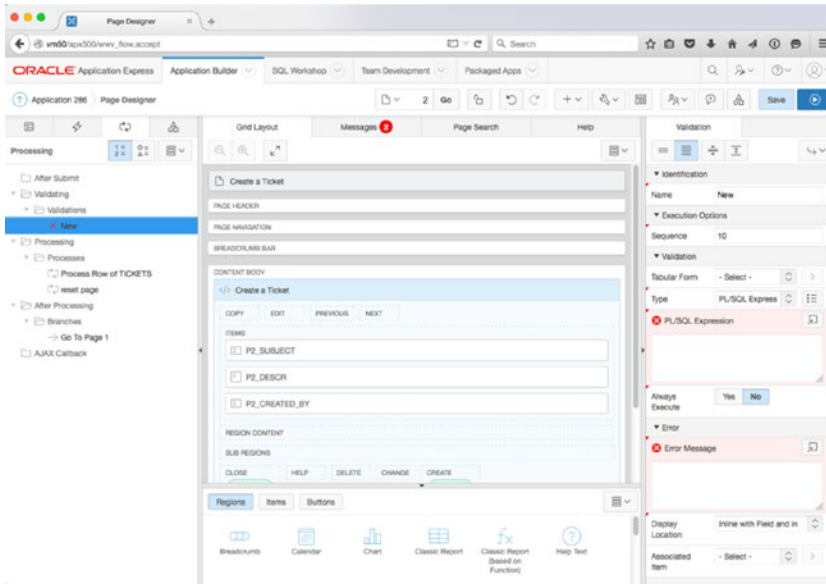 Page Designer
vm60/apx500/wwv_flow.accept
Search
ORACLE Application Express
Application Builder
SQL Workshop
Team Development
Packaged Apps
Application 286
Page Designer
2
Go
Save
Processing
After Submit
Validating
Validations
New
Processing
Processes
Process Row of TICKETS
reset page
After Processing
Branches
Go To Page 1
AJAX Callback
Grid Layout
Messages 2
Page Search
Help
Create a Ticket
PAGE HEADER
PAGE NAVIGATION
BREADCRUMB BAR
CONTENT BODY
Create a Ticket
COPY
EDIT
PREVIOUS
NEXT
ITEMS
P2_SUBJECT
P2_DESCR
P2_CREATED_BY
REGION CONTENT
SUB REGIONS
CLOSE
HELP
DELETE
CHANGE
CREATE
Regions
Items
Buttons
Breadcrumb
Calendar
Chart
Classic Report
Classic Report
(based on
Function)
Help Text
Validation
Identification
Name
New
Execution Options
Sequence
10
Validation
Tabular Form
- Select -
Type
PL/SQL Express
PL/SQL Expression
Always
Execute
Yes
No
Error
Error Message
Display
Location
Inline with Field and in
Associated
Item
- Select -